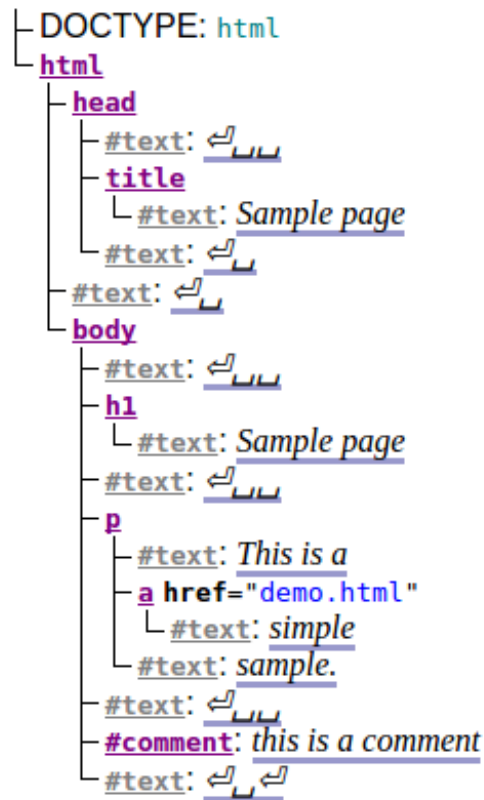 DOCTYPE: html
html
head
#text: ⏎␣␣
title
#text: Sample page
#text: ⏎␣
#text: ⏎␣
body
#text: ⏎␣␣
h1
#text: Sample page
#text: ⏎␣␣
p
#text: This is a
a href="demo.html"
#text: simple
#text: sample.
#text: ⏎␣␣
#comment: this is a comment
#text: ⏎␣⏎